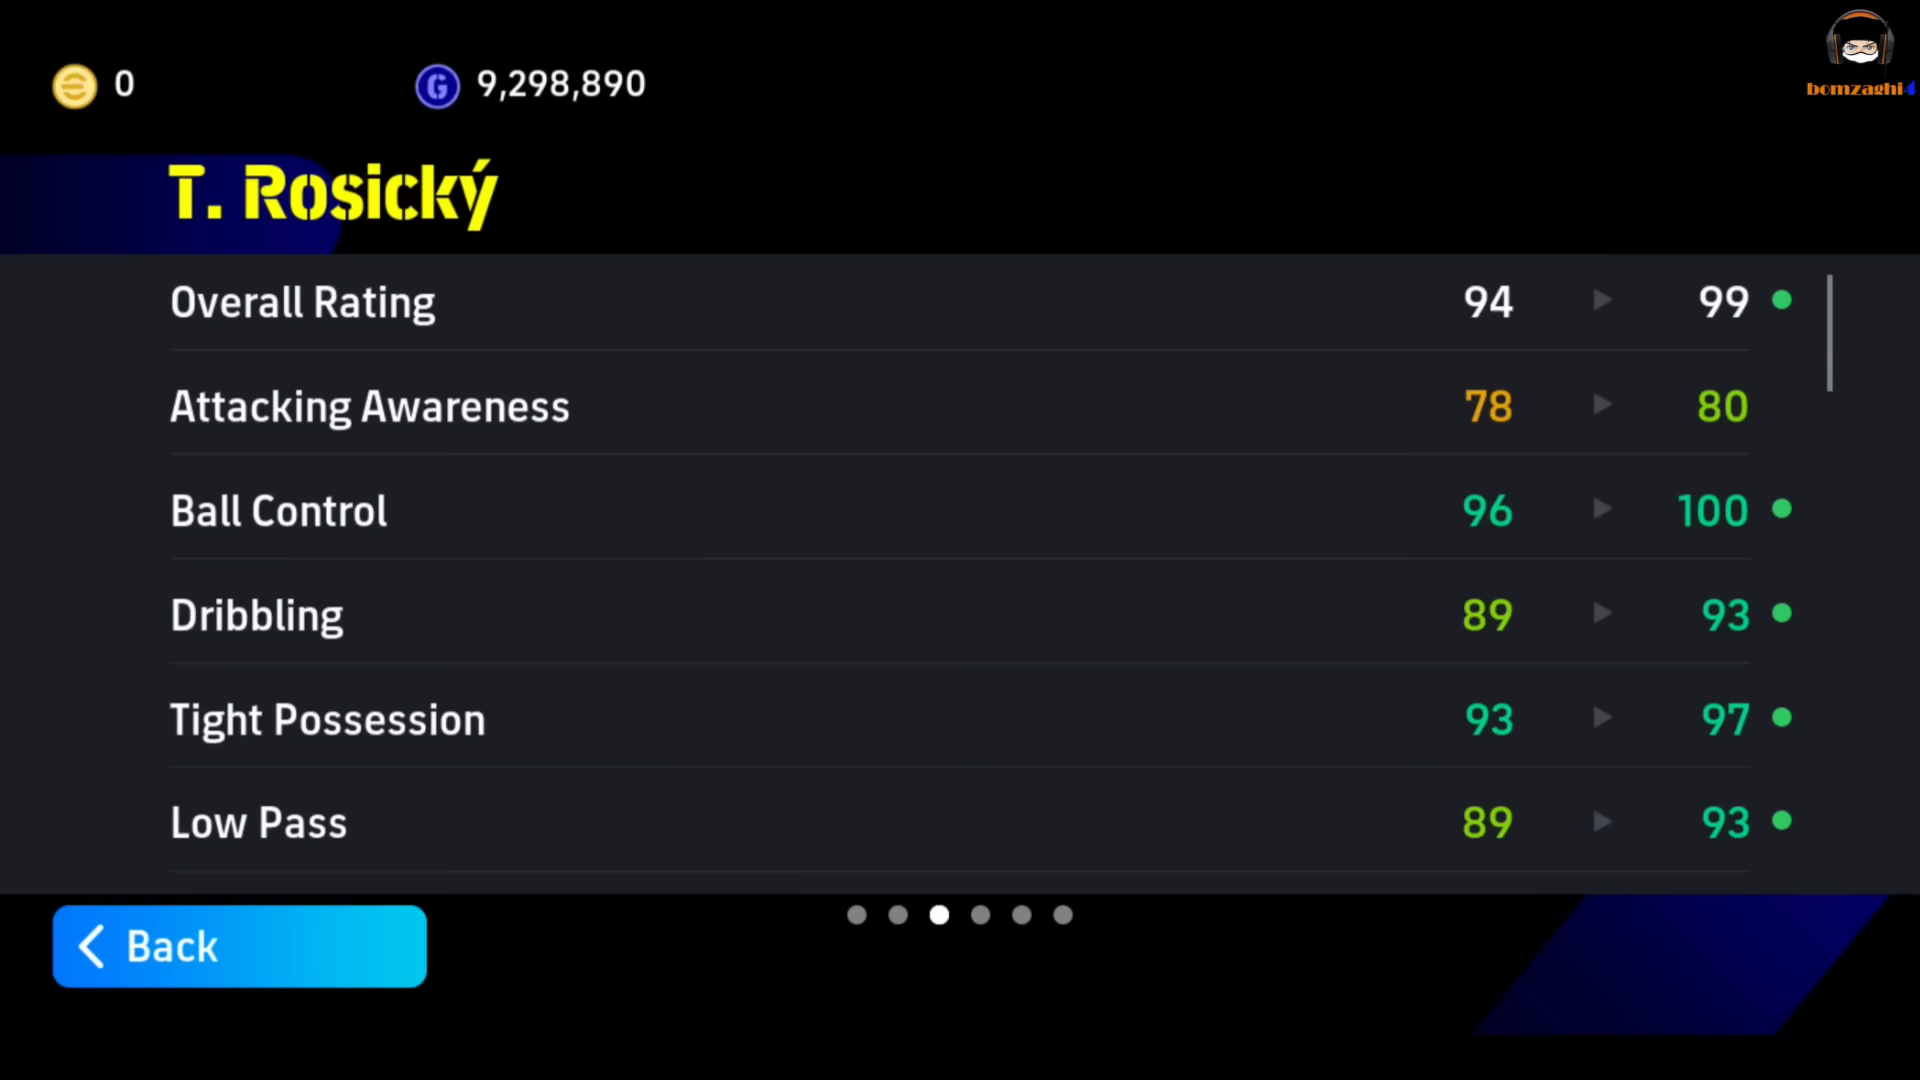 0
9,298,890
bomzaghi4
T. Rosický
Overall Rating 94 99
Attacking Awareness 78 80
Ball Control 96 100
Dribbling 89 93
Tight Possession 93 97
Low Pass 89 93
Back